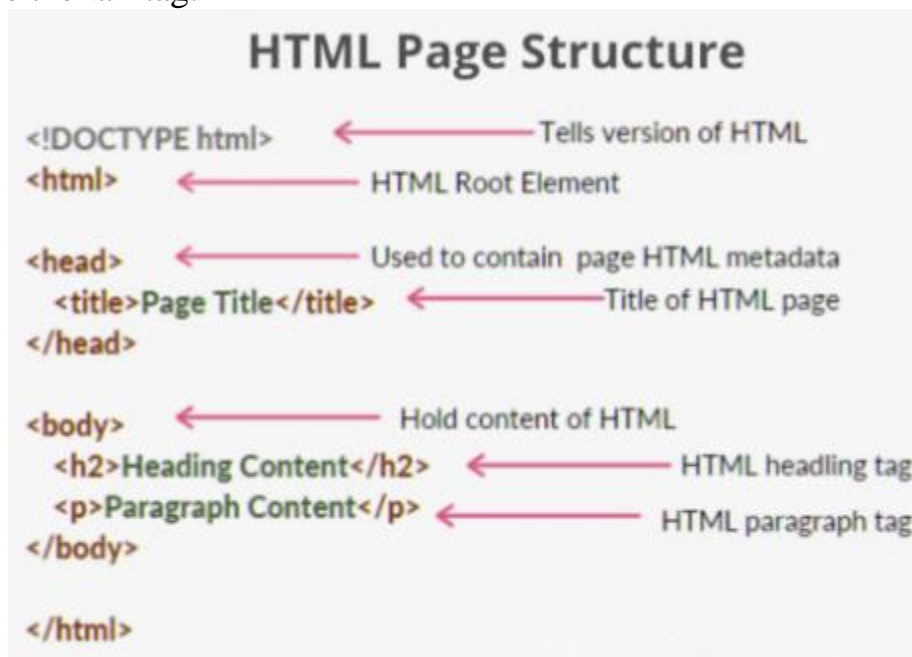 HTML Page Structure
<!DOCTYPE html> Tells version of HTML
<html> HTML Root Element
<head> Used to contain page HTML metadata
<title>Page Title</title> Title of HTML page
</head>
<body> Hold content of HTML
<h2>Heading Content</h2> HTML headling tag
<p>Paragraph Content</p> HTML paragraph tag
</body>
</html>